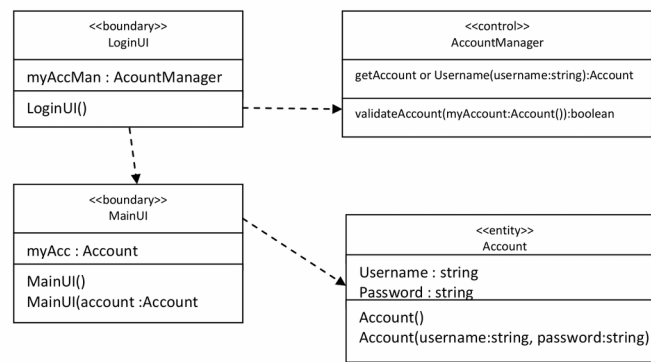 <<boundary>>
LoginUI
myAccMan : AcountManager
LoginUI()
<<control>>
AccountManager
getAccount or Username(username:string):Account
validateAccount(myAccount:Account()):boolean
<<boundary>>
MainUI
myAcc : Account
MainUI()
MainUI(account :Account
<<entity>>
Account
Username : string
Password : string
Account()
Account(username:string, password:string)